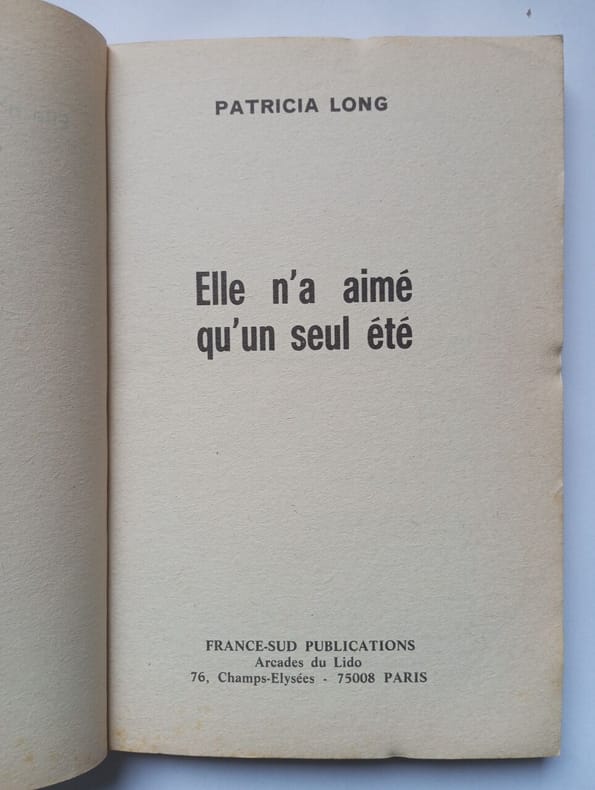 PATRICIA LONG
Elle n'a aimé
qu'un seul été
FRANCE-SUD PUBLICATIONS
Arcades du Lido
76, Champs-Elysées - 75008 PARIS